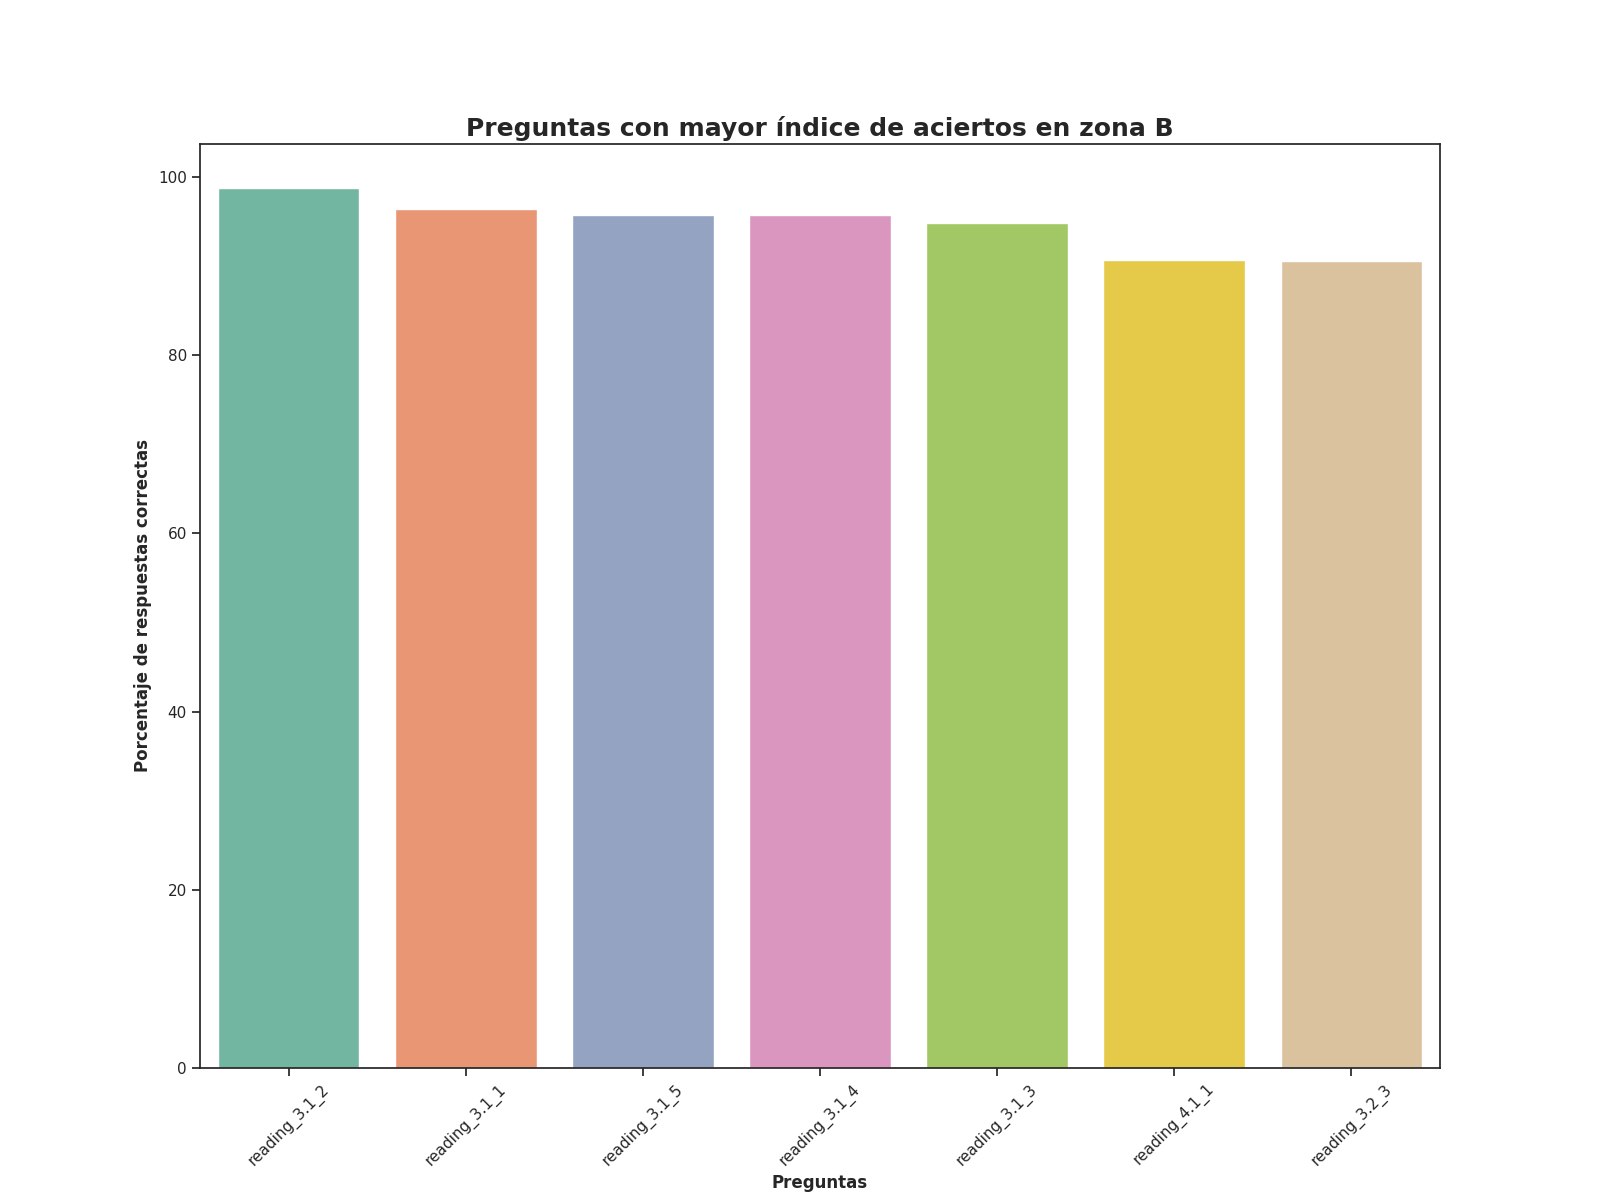 Preguntas con mayor índice de aciertos en zona B
Porcentaje de respuestas correctas
100
80
60
40
20
0
reading_3.1_2
reading_3.1_1
reading_3.1_5
reading_3.1_4
reading_3.1_3
reading_4.1_1
reading_3.2_3
Preguntas